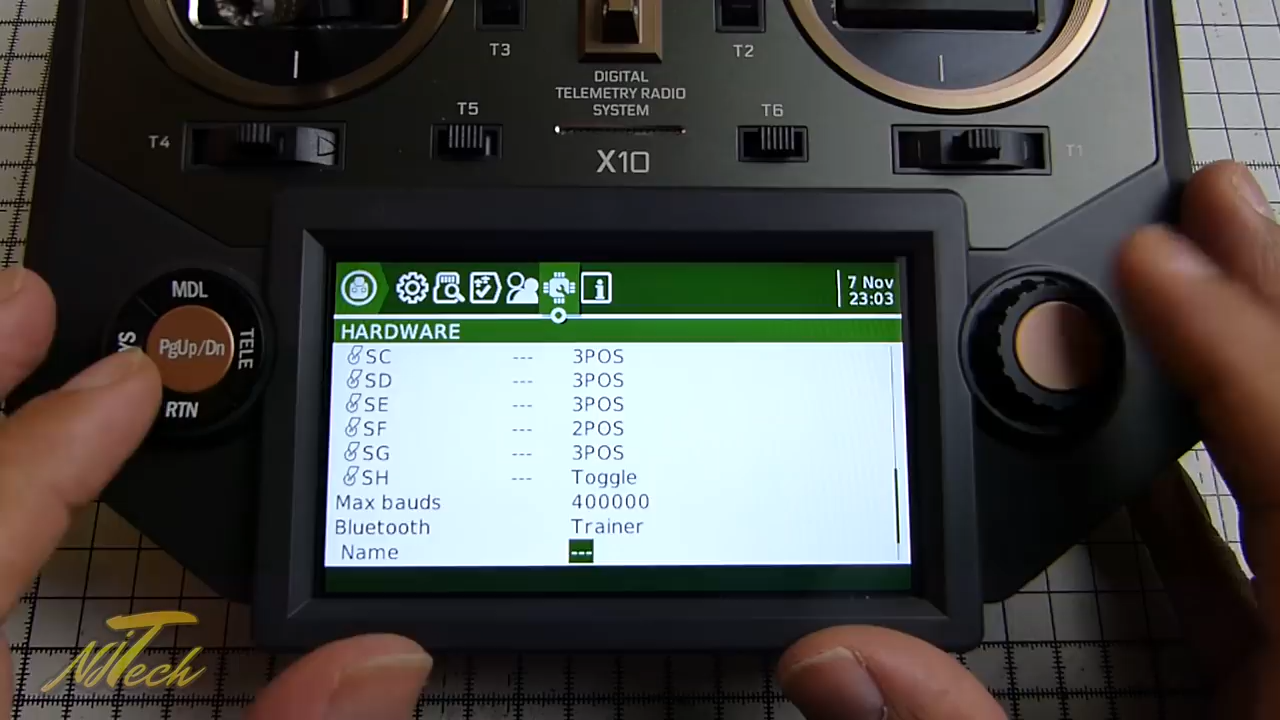 T3
T2
DIGITAL
TELEMETRY RADIO
SYSTEM
T5
T6
T4
X10
T1
MDL
PgUp/Dn
TELE
RTN
7 Nov
23:03
HARDWARE
SC --- 3POS
SD --- 3POS
SE --- 3POS
SF --- 2POS
SG --- 3POS
SH --- Toggle
Max bauds 400000
Bluetooth Trainer
Name ---
NJTech